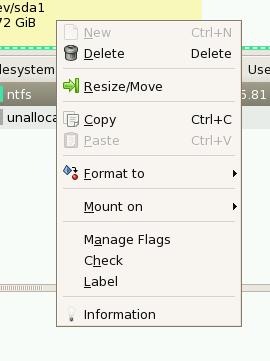 ev/sda1
72 GiB
lesystem
Use
ntfs
5.81
unalloca
New Ctrl+N
Delete Delete
Resize/Move
Copy Ctrl+C
Paste Ctrl+V
Format to
Mount on
Manage Flags
Check
Label
Information